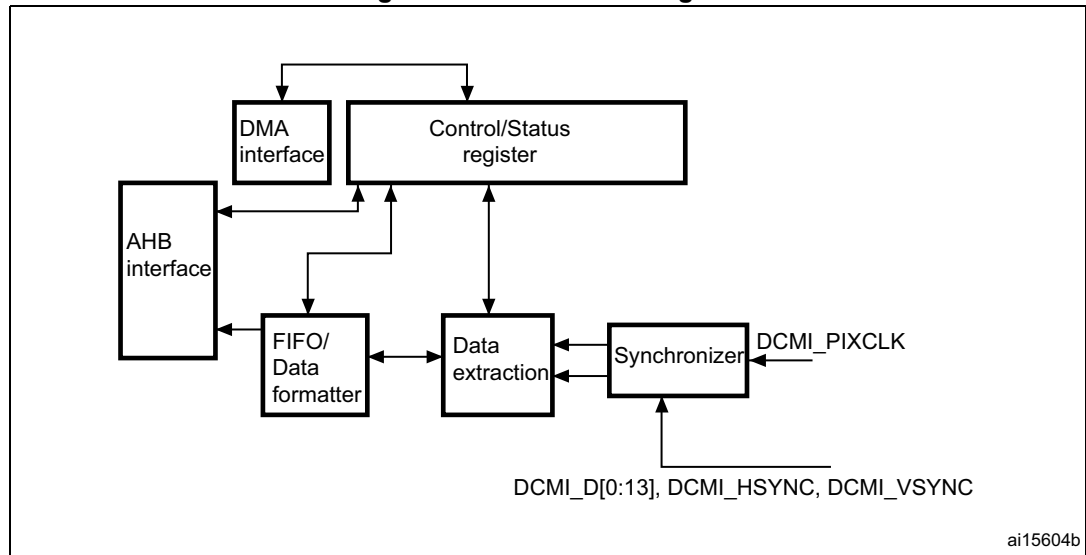 DMA
interface
Control/Status
register
AHB
interface
FIFO/
Data
formatter
Data
extraction
Synchronizer
DCMI_PIXCLK
DCMI_D[0:13], DCMI_HSYNC, DCMI_VSYNC
ai15604b